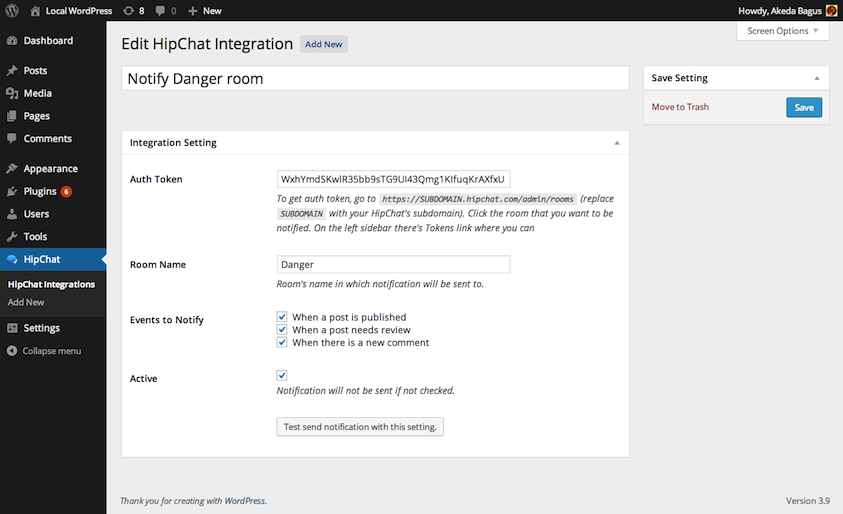 Local WordPress 8 0 New Howdy, Akeda Bagus
Screen Options
Dashboard
Posts
Media
Pages
Comments
Appearance
Plugins 6
Users
Tools
HipChat
HipChat Integrations
Add New
Settings
Collapse menu
Edit HipChat Integration Add New
Notify Danger room
Integration Setting
Auth Token
WxhYmdSKwlR35bb9sTG9UI43Qmg1KIfuqKrAXfxU
To get auth token, go to https://SUBDOMAIN.hipchat.com/admin/rooms (replace
SUBDOMAIN with your HipChat's subdomain). Click the room that you want to be
notified. On the left sidebar there's Tokens link where you can
Room Name
Danger
Room's name in which notification will be sent to.
Events to Notify
When a post is published
When a post needs review
When there is a new comment
Active
Notification will not be sent if not checked.
Test send notification with this setting.
Save Setting
Move to Trash
Save
Thank you for creating with WordPress.
Version 3.9